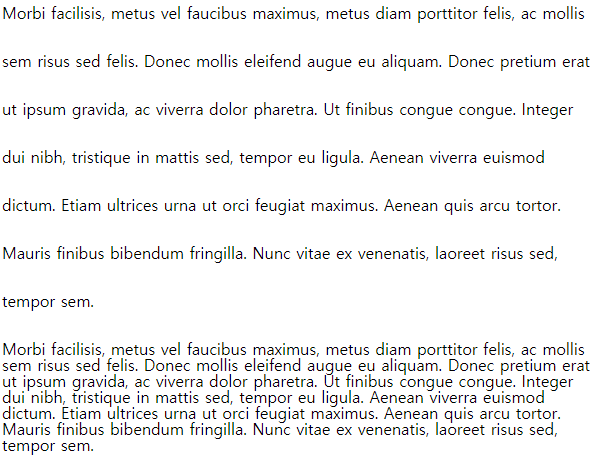 Morbi facilisis, metus vel faucibus maximus, metus diam porttitor felis, ac mollis
sem risus sed felis. Donec mollis eleifend augue eu aliquam. Donec pretium erat
ut ipsum gravida, ac viverra dolor pharetra. Ut finibus congue congue. Integer
dui nibh, tristique in mattis sed, tempor eu ligula. Aenean viverra euismod
dictum. Etiam ultrices urna ut orci feugiat maximus. Aenean quis arcu tortor.
Mauris finibus bibendum fringilla. Nunc vitae ex venenatis, laoreet risus sed,
tempor sem.
Morbi facilisis, metus vel faucibus maximus, metus diam porttitor felis, ac mollis
sem risus sed felis. Donec mollis eleifend augue eu aliquam. Donec pretium erat
ut ipsum gravida, ac viverra dolor pharetra. Ut finibus congue congue. Integer
dui nibh, tristique in mattis sed, tempor eu ligula. Aenean viverra euismod
dictum. Etiam ultrices urna ut orci feugiat maximus. Aenean quis arcu tortor.
Mauris finibus bibendum fringilla. Nunc vitae ex venenatis, laoreet risus sed,
tempor sem.